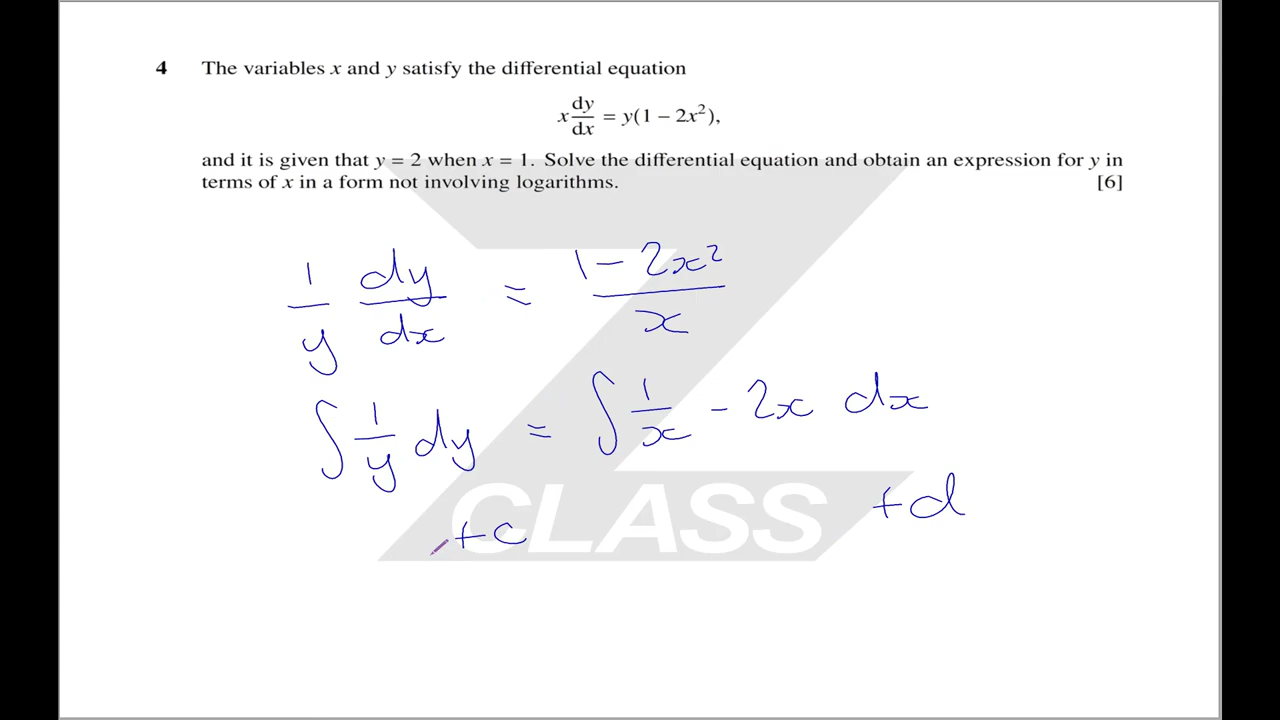 4 The variables x and y satisfy the differential equation
x dy/dx = y(1 – 2x²),
and it is given that y = 2 when x = 1. Solve the differential equation and obtain an expression for y in
terms of x in a form not involving logarithms. [6]
1/y dy/dx = (1 – 2x²)/x
∫ 1/y dy = ∫ 1/x – 2x dx
+c +d
Z
CLASS